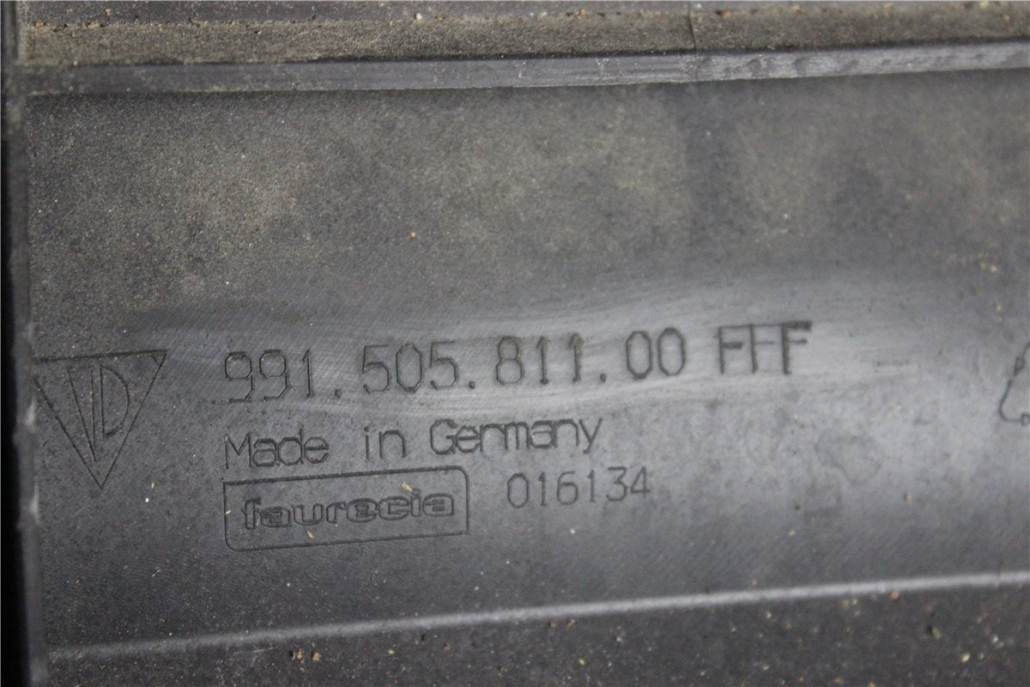 991.505.811.00 FFF
Made in Germany
faurecia 016134